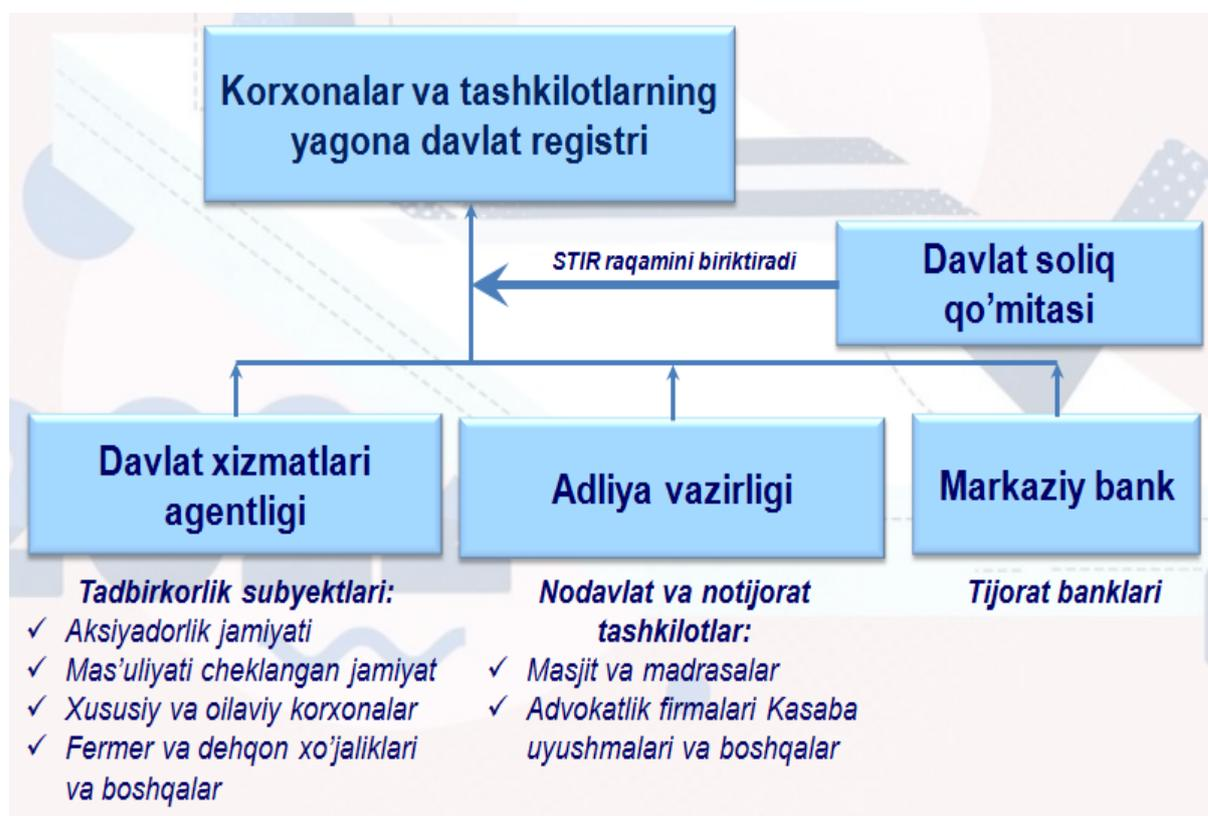 Korxonalar va tashkilotlarning
yagona davlat registri
STIR raqamini biriktiradi
Davlat soliq
qo’mitasi
Davlat xizmatlari
agentligi
Adliya vazirligi
Markaziy bank
Tadbirkorlik subyektlari:
✓ Aksiyadorlik jamiyati
✓ Mas’uliyati cheklangan jamiyat
✓ Xususiy va oilaviy korxonalar
✓ Fermer va dehqon xo’jaliklari
va boshqalar
Nodavlat va notijorat
tashkilotlar:
✓ Masjit va madrasalar
✓ Advokatlik firmalari Kasaba
uyushmalari va boshqalar
Tijorat banklari